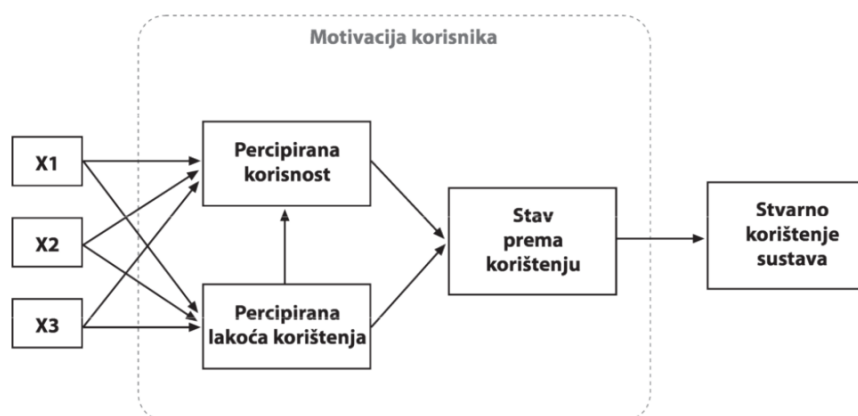 Motivacija korisnika
X1
X2
X3
Percipirana
korisnost
Percipirana
lakoća korištenja
Stav
prema
korištenju
Stvarno
korištenje
sustava